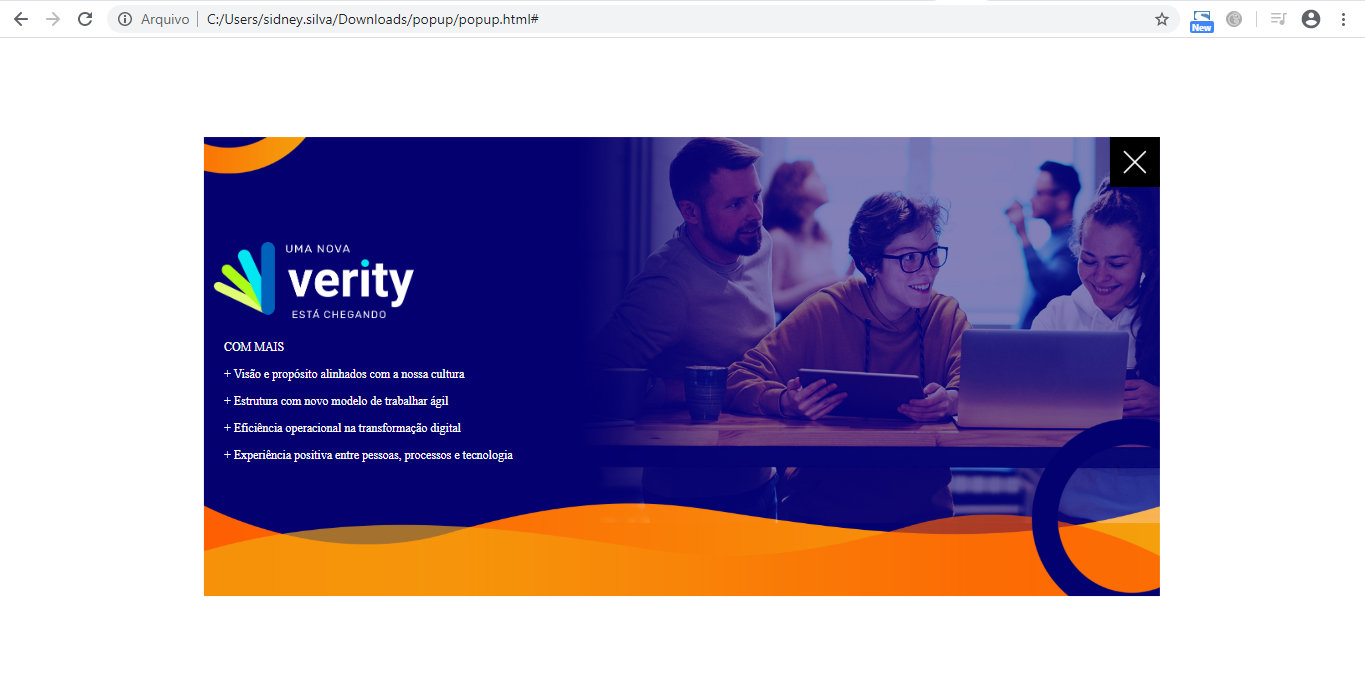 Arquivo
C:/Users/sidney.silva/Downloads/popup/popup.html#
New
UMA NOVA
verity
ESTÁ CHEGANDO
COM MAIS
+ Visão e propósito alinhados com a nossa cultura
+ Estrutura com novo modelo de trabalhar ágil
+ Eficiência operacional na transformação digital
+ Experiência positiva entre pessoas, processos e tecnologia